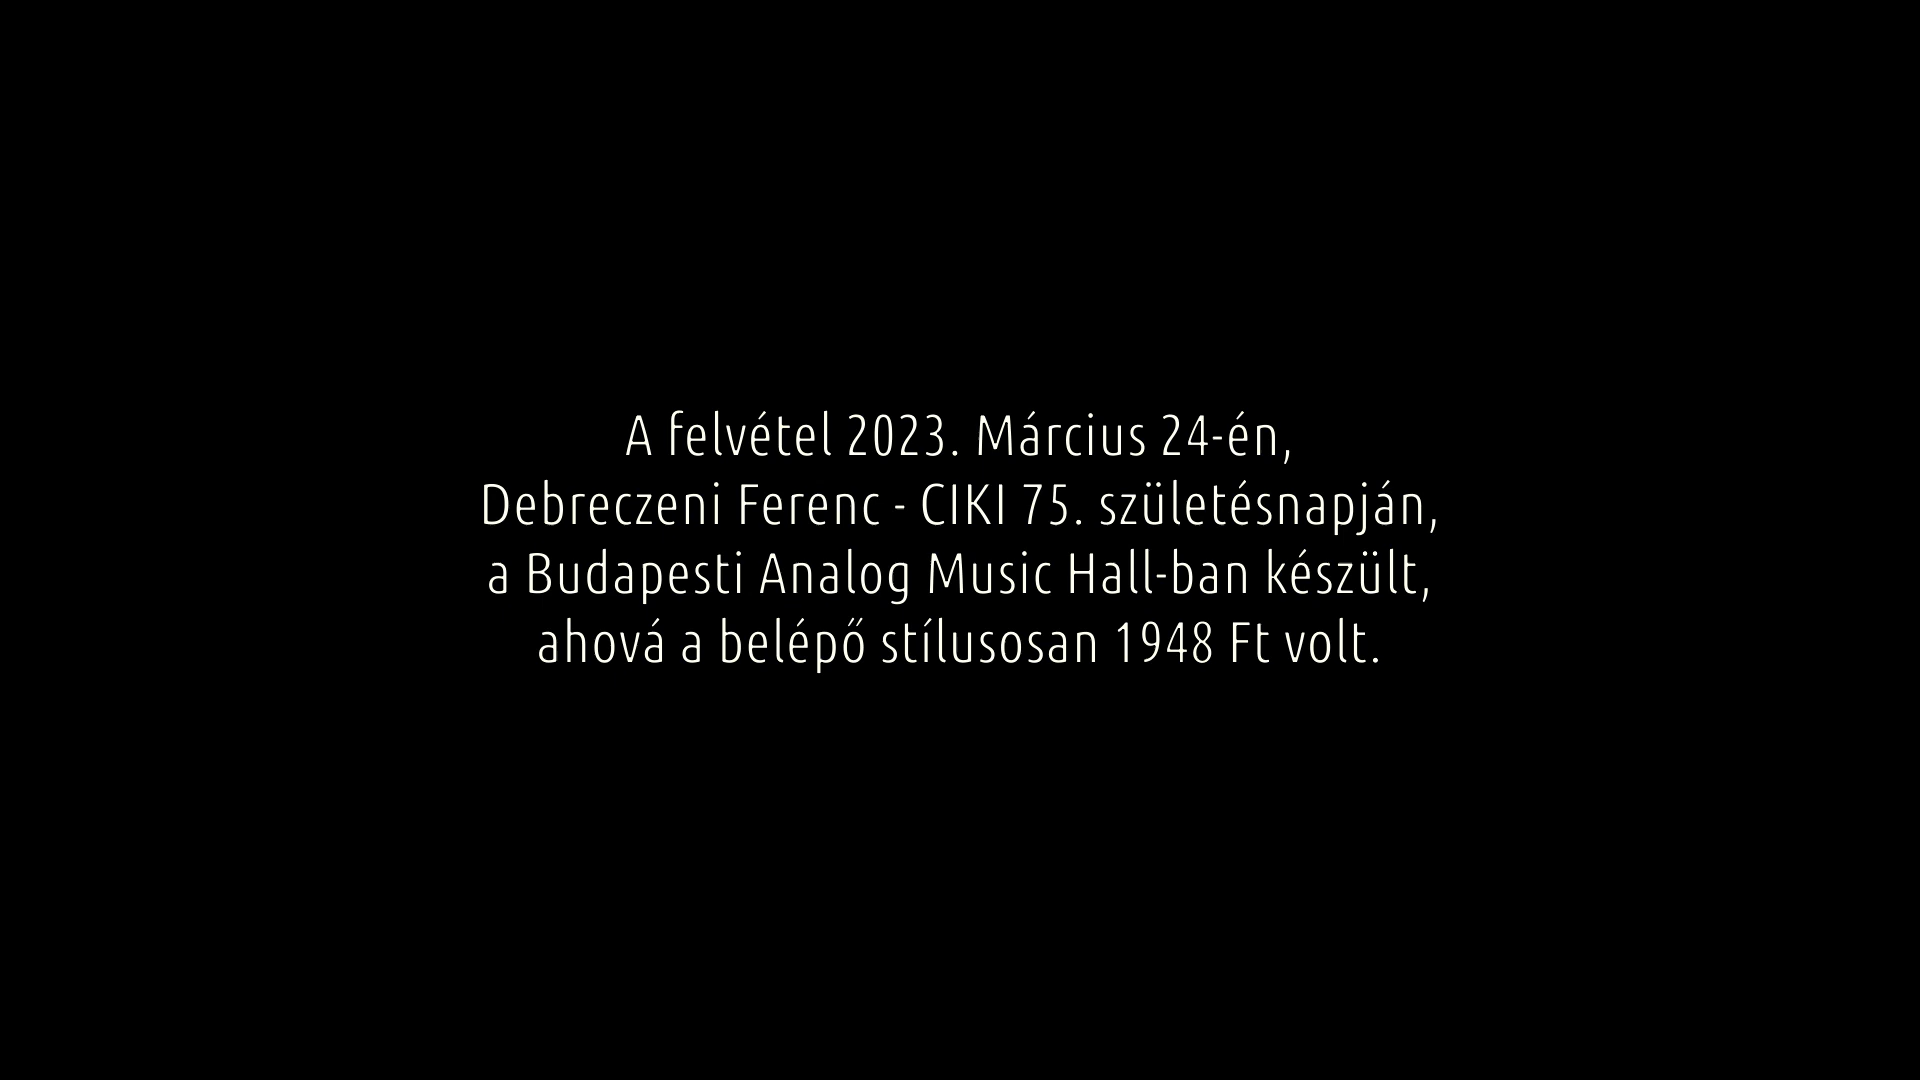 A felvétel 2023. Március 24-én,
Debreczeni Ferenc - CIKI 75. születésnapján,
a Budapesti Analog Music Hall-ban készült,
ahová a belépő stílusosan 1948 Ft volt.